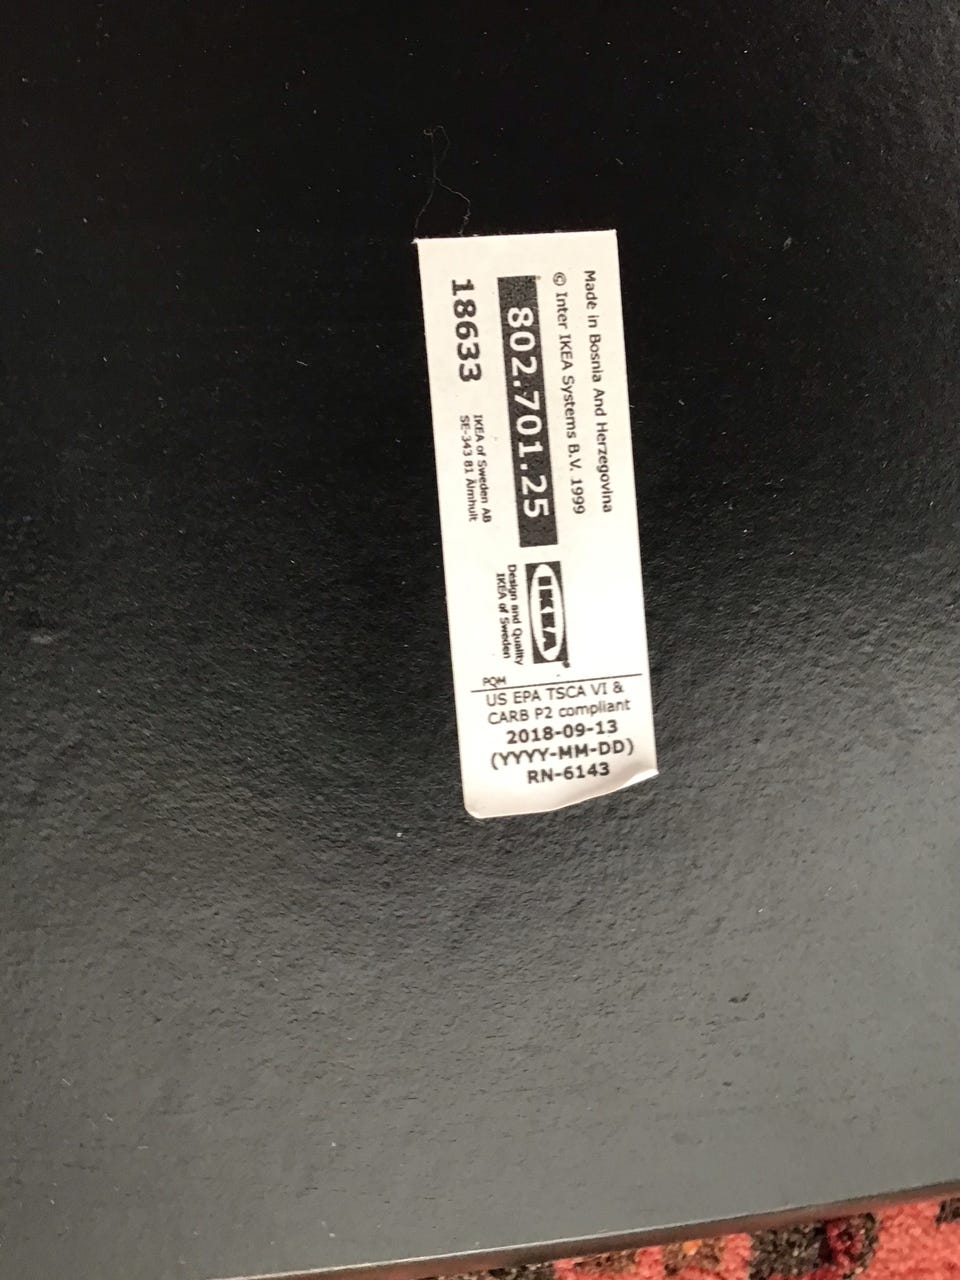 Made in Bosnia And Herzegovina
© Inter IKEA Systems B.V. 1999
802.701.25
18633
IKEA of Sweden AB
SE-343 81 Älmhult
IKEA
Design and Quality
IKEA of Sweden
PQM
US EPA TSCA VI &
CARB P2 compliant
2018-09-13
(YYYY-MM-DD)
RN-6143